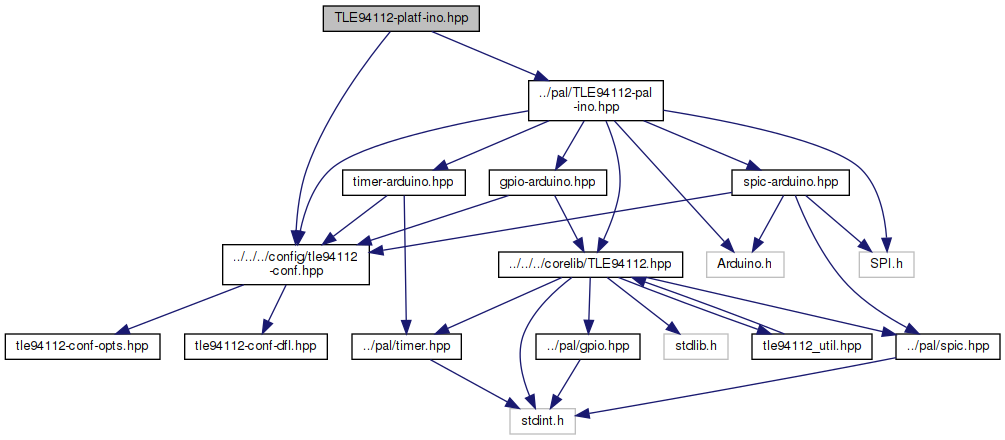 TLE94112-platf-ino.hpp
../pal/TLE94112-pal
-ino.hpp
timer-arduino.hpp
gpio-arduino.hpp
spic-arduino.hpp
../../../config/tle94112
-conf.hpp
../../../corelib/TLE94112.hpp
Arduino.h
SPI.h
tle94112-conf-opts.hpp
tle94112-conf-dfl.hpp
../pal/timer.hpp
../pal/gpio.hpp
stdlib.h
tle94112_util.hpp
../pal/spic.hpp
stdint.h